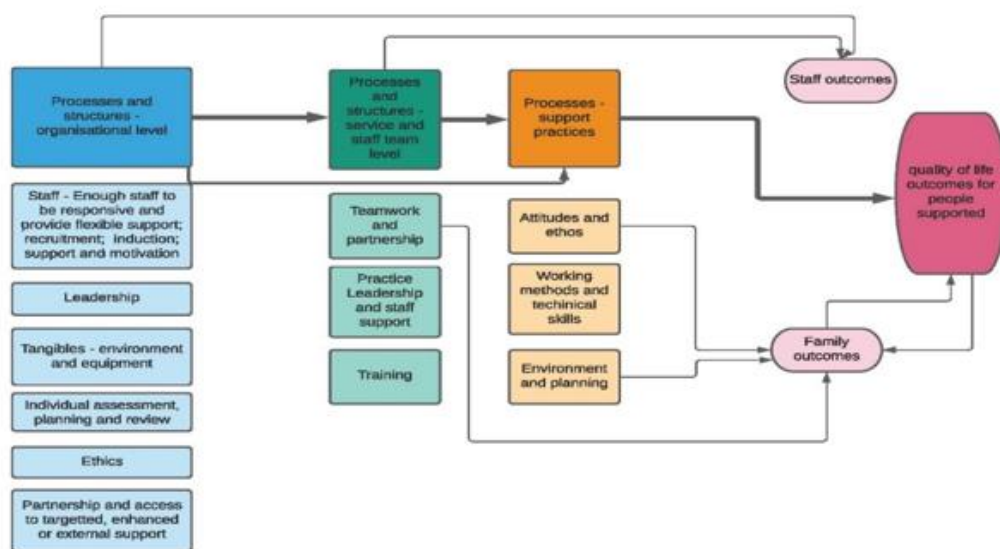 Staff outcomes
Processes and
structures -
organisational level
Processes
and
structures -
service and
staff team
level
Processes -
support
practices
quality of life
outcomes for
people
supported
Staff - Enough staff to
be responsive and
provide flexible support;
recruitment; induction;
support and motivation
Leadership
Tangibles - environment
and equipment
Individual assessment,
planning and review
Ethics
Partnership and access
to targetted, enhanced
or external support
Teamwork
and
partnership
Practice
Leadership
and staff
support
Training
Attitudes and
ethos
Working
methods and
techinical
skills
Environment
and planning
Family
outcomes